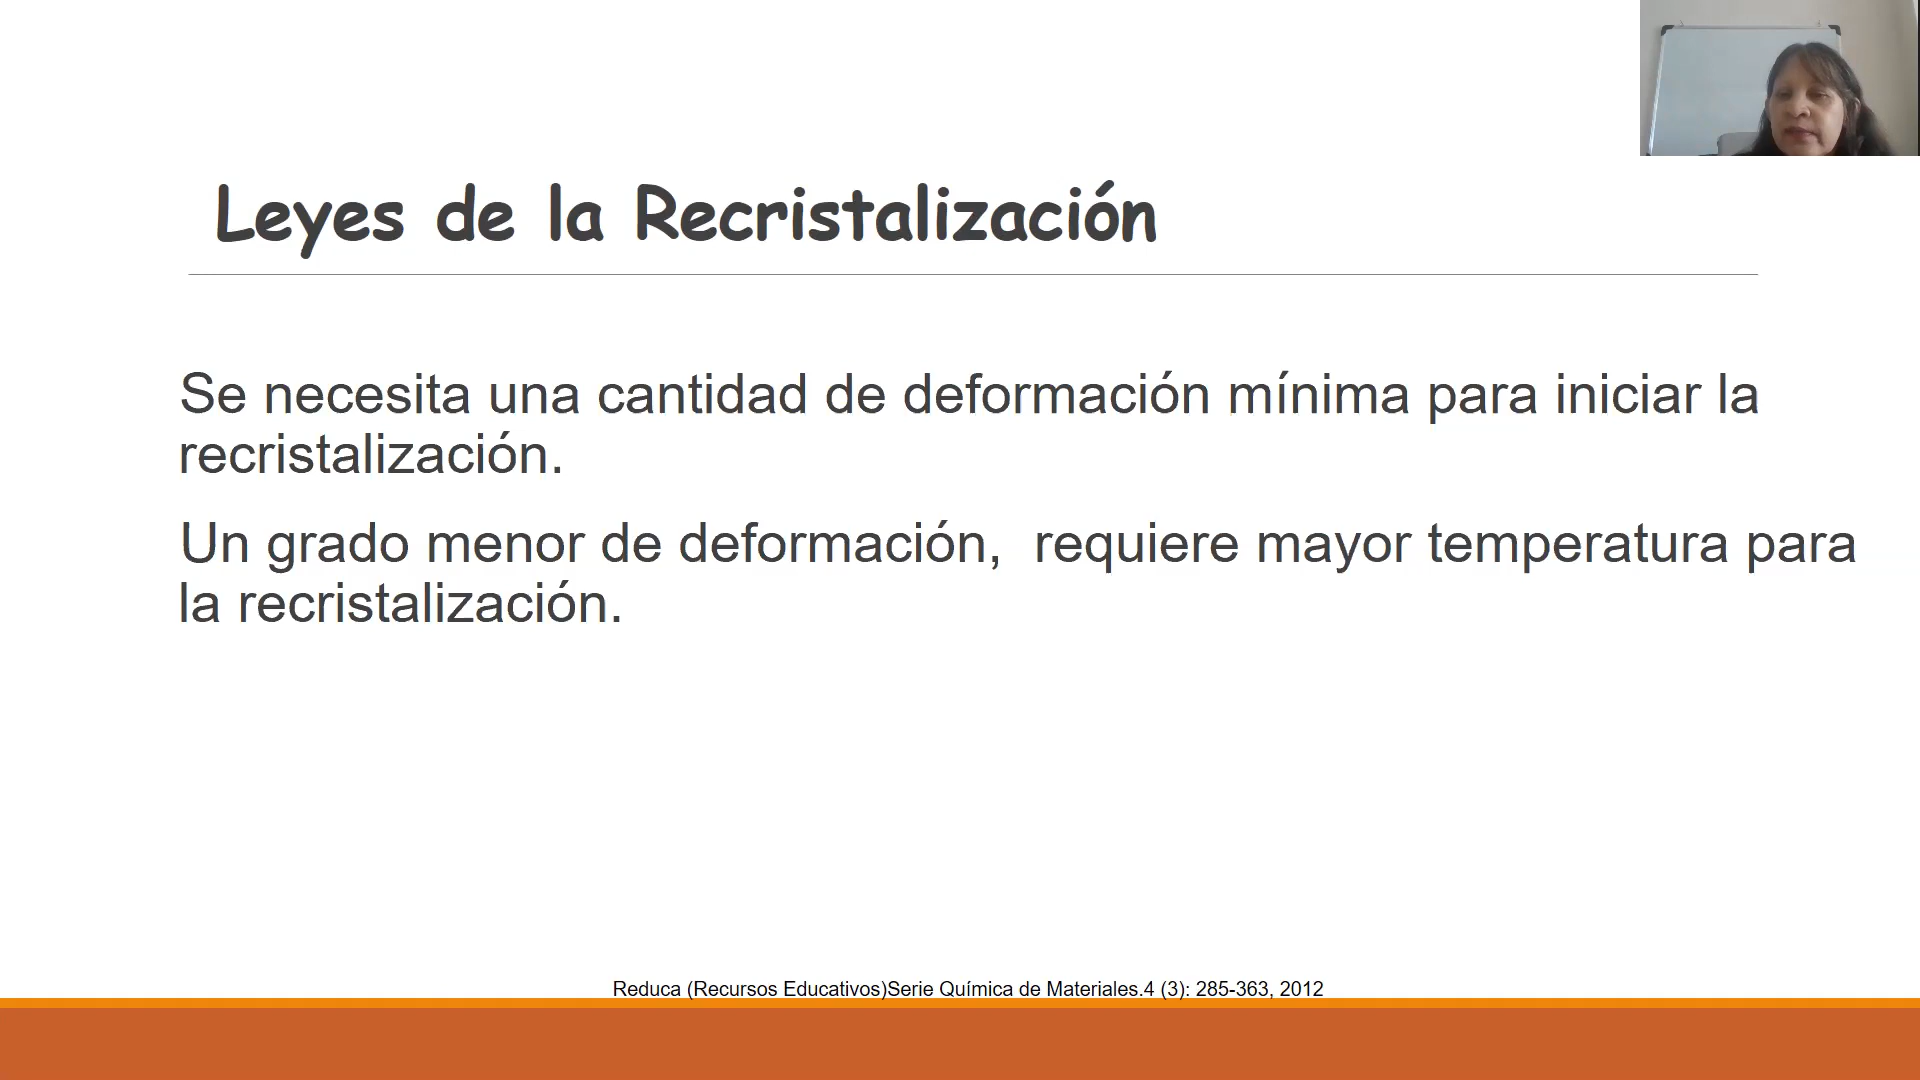 Leyes de la Recristalización
Se necesita una cantidad de deformación mínima para iniciar la
recristalización.
Un grado menor de deformación,  requiere mayor temperatura para
la recristalización.
Reduca (Recursos Educativos)Serie Química de Materiales.4 (3): 285-363, 2012